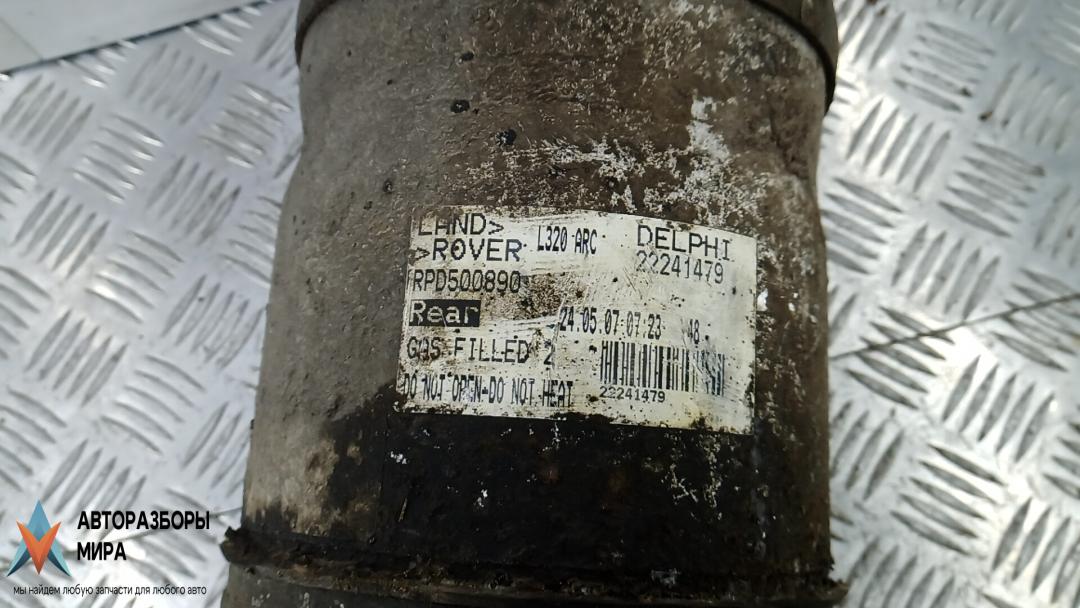 LAND>
>ROVER L320 ARC
DELPHI
22241479
RPD500890
Rear
24.05.07 07:23 48
GAS FILLED 2
DO NOT OPEN-DO NOT HEAT
22241479
АВТОРАЗБОРЫ
МИРА
мы найдем любую запчасти для любого авто